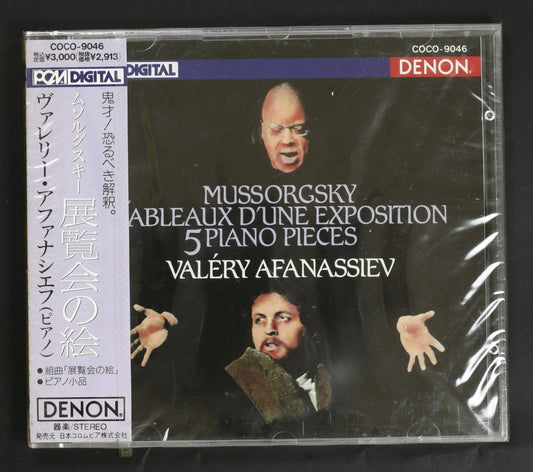 COCO-9046
税込定価¥3,000(税抜価格¥2,913)
PCM DIGITAL
鬼才!恐るべき解釈。
ムソルグスキー
展覧会の絵
ヴァレリー・アファナシエフ(ピアノ)
●組曲「展覧会の絵」
●ピアノ小品
DENON®
器楽/STEREO
発売元:日本コロムビア株式会社
COCO-9046
DIGITAL
DENON®
MUSSORGSKY
ABLEAUX D'UNE EXPOSITION
5 PIANO PIECES
VALÉRY AFANASSIEV